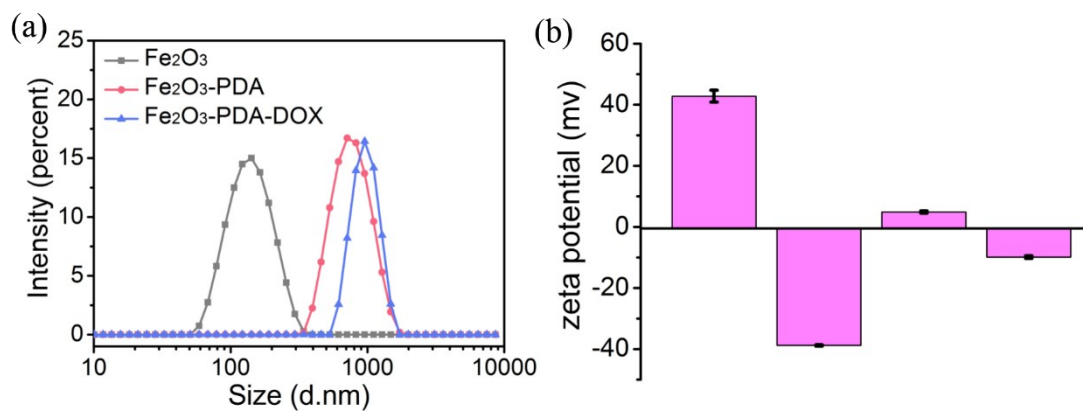 (a)
25
20
15
10
5
0
Intensity (percent)
Fe₂O₃
Fe₂O₃-PDA
Fe₂O₃-PDA-DOX
10 100 1000 10000
Size (d.nm)
(b)
60
40
20
0
-20
-40
zeta potential (mv)